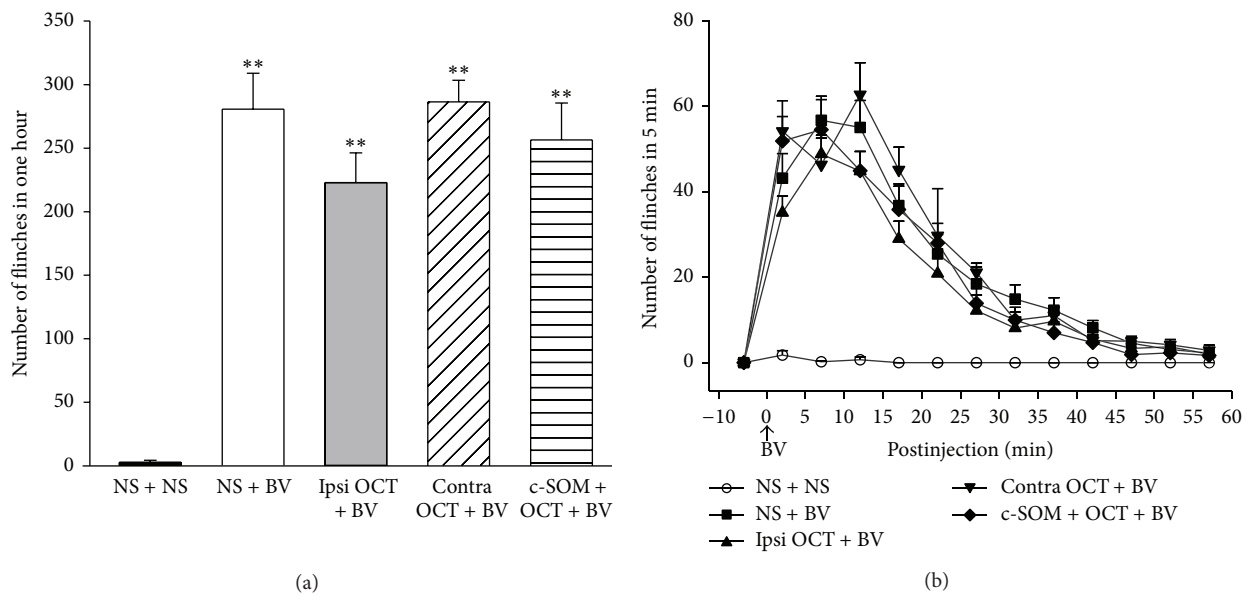 350
300
250
200
150
100
50
0
Number of flinches in one hour
**
**
**
**
NS + NS
NS + BV
Ipsi OCT
+ BV
Contra
OCT + BV
c-SOM +
OCT + BV
(a)
80
60
40
20
0
Number of flinches in 5 min
−10 0 5 10 15 20 25 30 35 40 45 50 55 60
BV
Postinjection (min)
NS + NS
NS + BV
Ipsi OCT + BV
Contra OCT + BV
c-SOM + OCT + BV
(b)